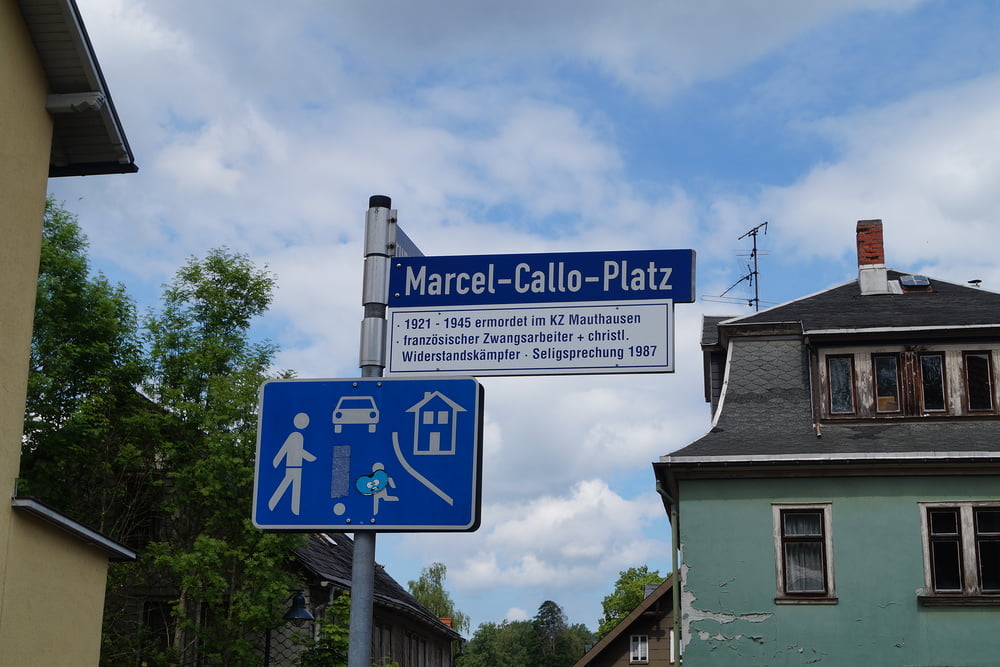 Marcel-Callo-Platz
· 1921 - 1945 ermordet im KZ Mauthausen
· französischer Zwangsarbeiter + christl.
Widerstandskämpfer · Seligsprechung 1987